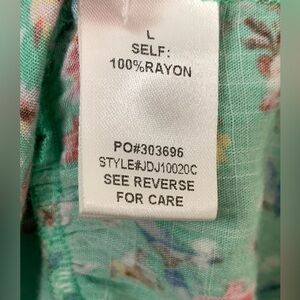 L
SELF:
100%RAYON
PO#303696
STYLE#JDJ10020C
SEE REVERSE
FOR CARE